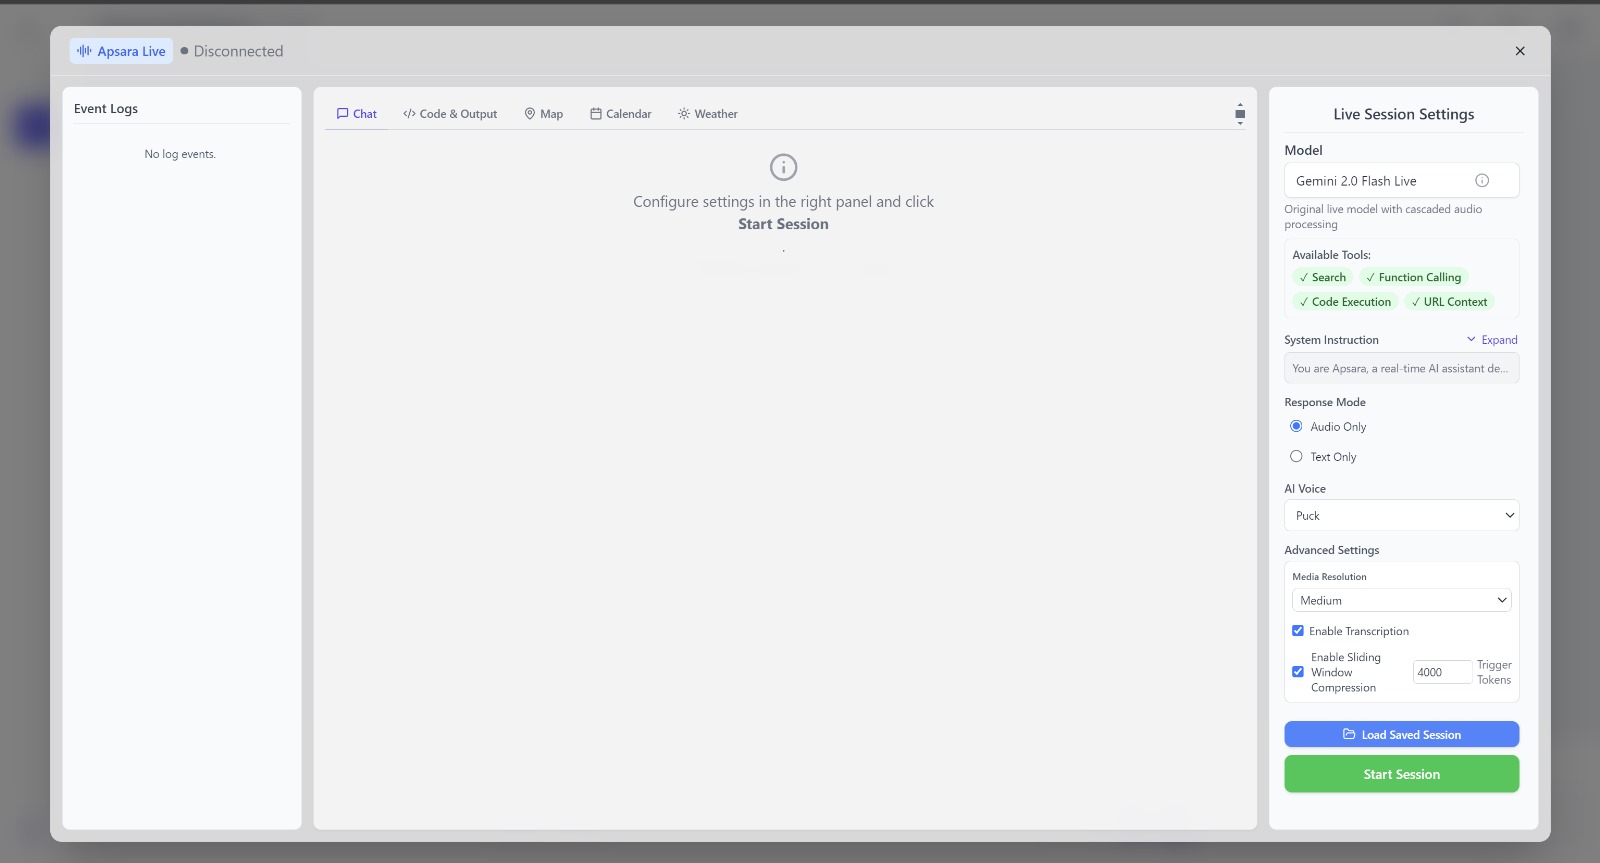 Apsara Live
Disconnected
Event Logs
No log events.
Chat
Code & Output
Map
Calendar
Weather
Configure settings in the right panel and click
Start Session
.
Live Session Settings
Model
Gemini 2.0 Flash Live
Original live model with cascaded audio
processing
Available Tools:
✓ Search
✓ Function Calling
✓ Code Execution
✓ URL Context
System Instruction
Expand
You are Apsara, a real-time AI assistant de...
Response Mode
Audio Only
Text Only
AI Voice
Puck
Advanced Settings
Media Resolution
Medium
Enable Transcription
Enable Sliding
Window
Compression
4000
Trigger
Tokens
Load Saved Session
Start Session